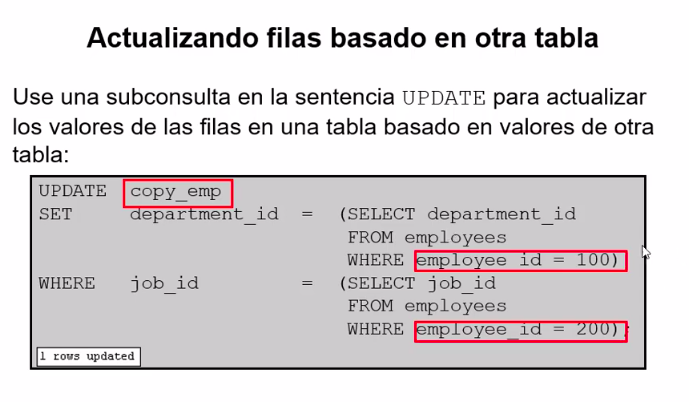 Actualizando filas basado en otra tabla
Use una subconsulta en la sentencia UPDATE para actualizar
los valores de las filas en una tabla basado en valores de otra
tabla:
UPDATE copy_emp
SET department_id = (SELECT department_id
FROM employees
WHERE employee_id = 100)
WHERE job_id = (SELECT job_id
FROM employees
WHERE employee_id = 200);
1 rows updated